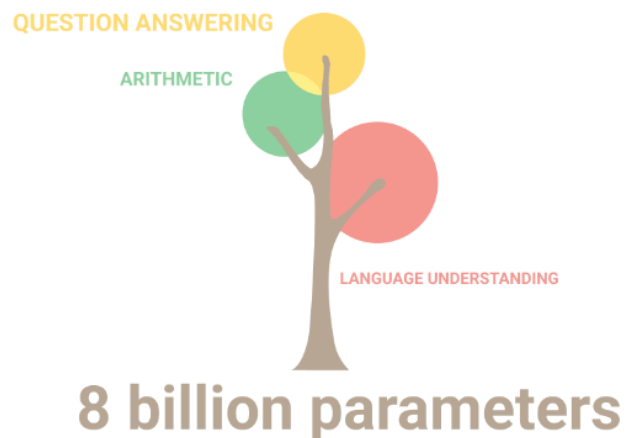 QUESTION ANSWERING
ARITHMETIC
LANGUAGE UNDERSTANDING
8 billion parameters